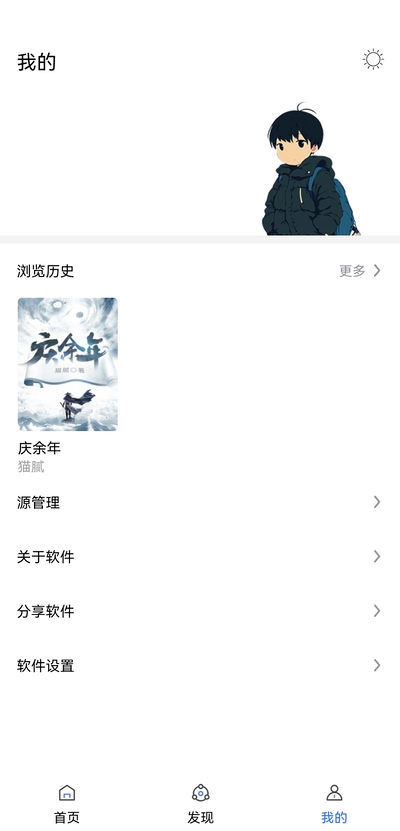 我的
浏览历史
更多
庆余年
猫腻◎著
庆余年
猫腻
源管理
关于软件
分享软件
软件设置
首页
发现
我的